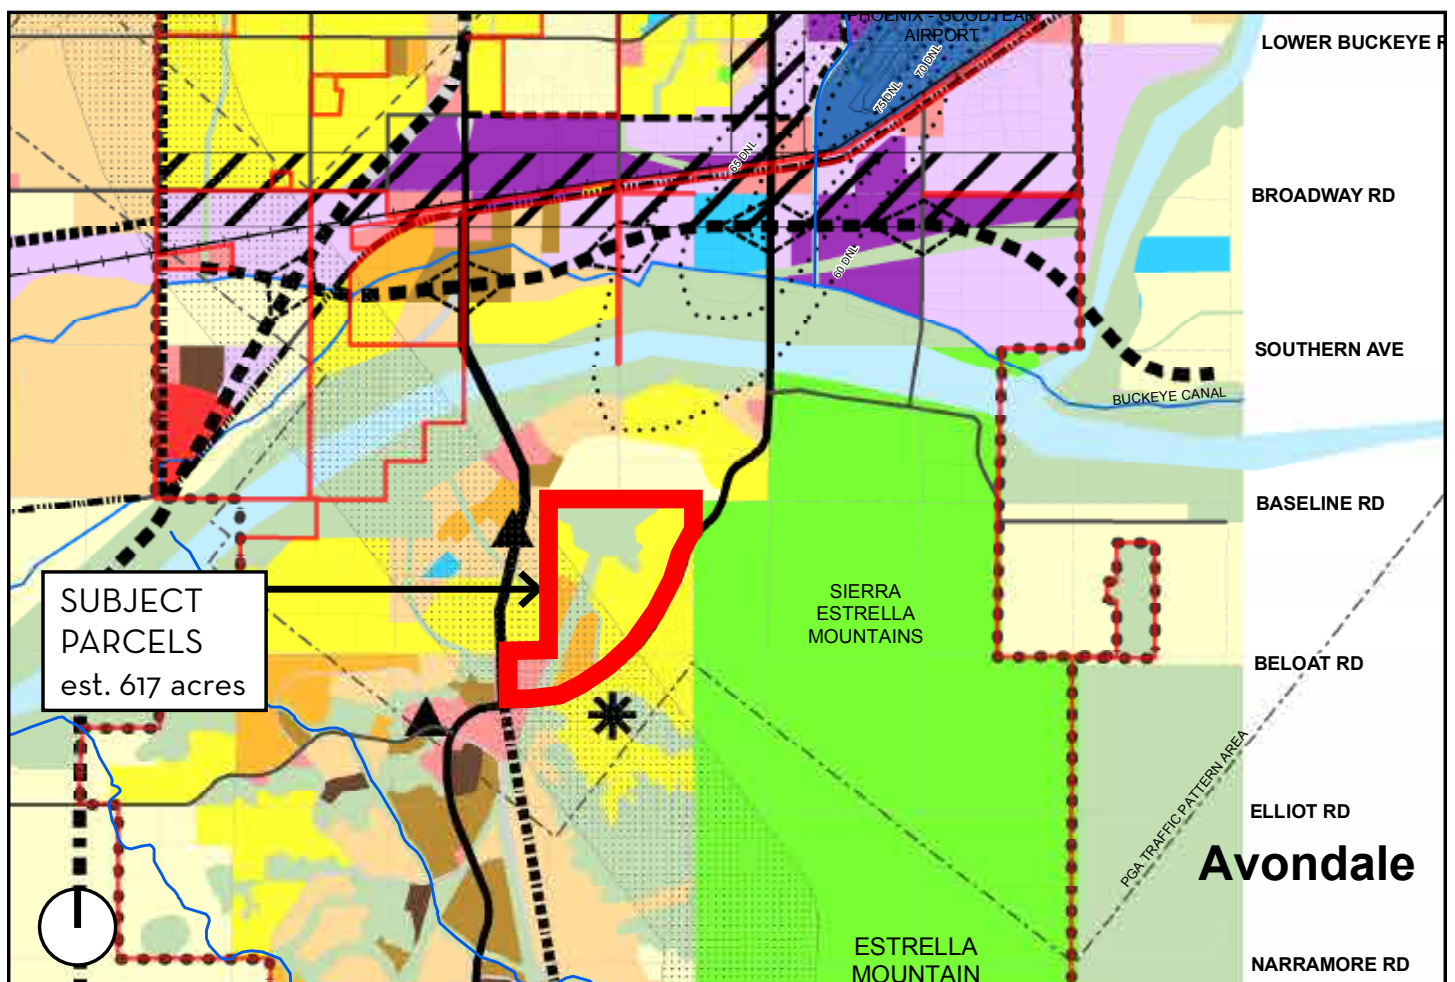 PHOENIX - GOODYEAR
AIRPORT
LOWER BUCKEYE R
70 DNL
75 DNL
65 DNL
BROADWAY RD
60 DNL
SOUTHERN AVE
BUCKEYE CANAL
BASELINE RD
SUBJECT
PARCELS
est. 617 acres
SIERRA
ESTRELLA
MOUNTAINS
BELOAT RD
PGA TRAFFIC PATTERN AREA
ELLIOT RD
Avondale
ESTRELLA
MOUNTAIN
NARRAMORE RD